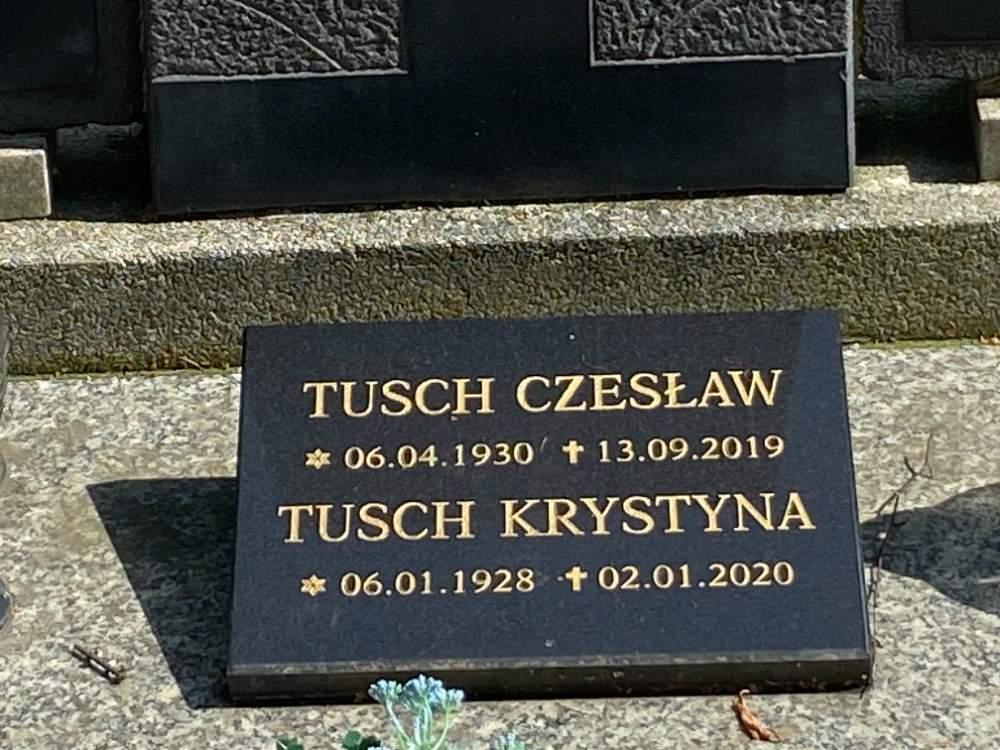 TUSCH CZESŁAW
✲ 06.04.1930 ✝ 13.09.2019
TUSCH KRYSTYNA
✲ 06.01.1928 ✝ 02.01.2020